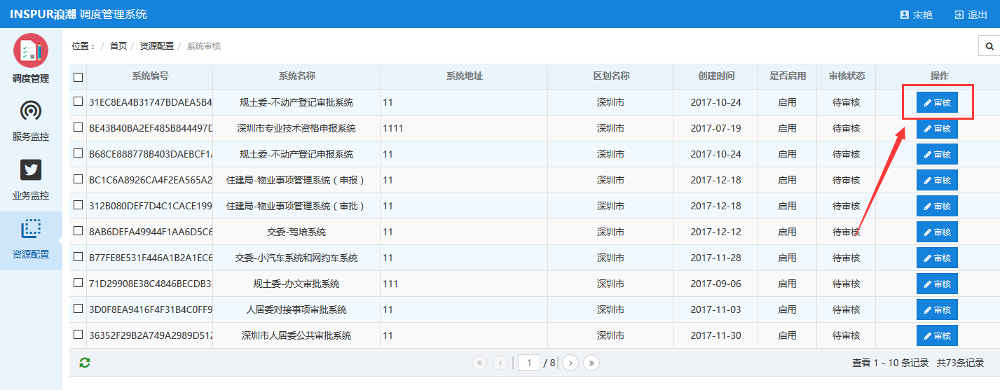 INSPUR浪潮 调度管理系统 宋艳 退出
位置： / 首页 / 资源配置 / 系统审核
调度管理
服务监控
业务监控
资源配置
系统编号 系统名称 系统地址 区划名称 创建时间 是否启用 审核状态 操作
31EC8EA4B31747BDAEA5B4 规土委-不动产登记审批系统 11 深圳市 2017-10-24 启用 待审核 审核
BE43B40BA2EF485B844497D 深圳市专业技术资格申报系统 1111 深圳市 2017-07-19 启用 待审核 审核
B68CE888778B403DAEBCF1A 规土委-不动产登记申报系统 11 深圳市 2017-10-24 启用 待审核 审核
BC1C6A8926CA4F2EA565A2 住建局-物业事项管理系统（申报） 11 深圳市 2017-12-18 启用 待审核 审核
312B080DEF7D4C1CACE199 住建局-物业事项管理系统（审批） 11 深圳市 2017-12-18 启用 待审核 审核
8AB6DEFA49944F1AA6D5C6 交委-驾培系统 11 深圳市 2017-12-12 启用 待审核 审核
B77FE8E531F446A1B2A1EC6 交委-小汽车系统和网约车系统 11 深圳市 2017-11-28 启用 待审核 审核
71D29908E38C4846BECDB3 规土委-办文审批系统 111 深圳市 2017-09-06 启用 待审核 审核
3D0F8EA9416F4F31B4C0FF9 人居委对接事项审批系统 11 深圳市 2017-11-03 启用 待审核 审核
36352F29B2A749A2989D512 深圳市人居委公共审批系统 11 深圳市 2017-11-30 启用 待审核 审核
1 / 8 查看 1 - 10 条记录 共73条记录